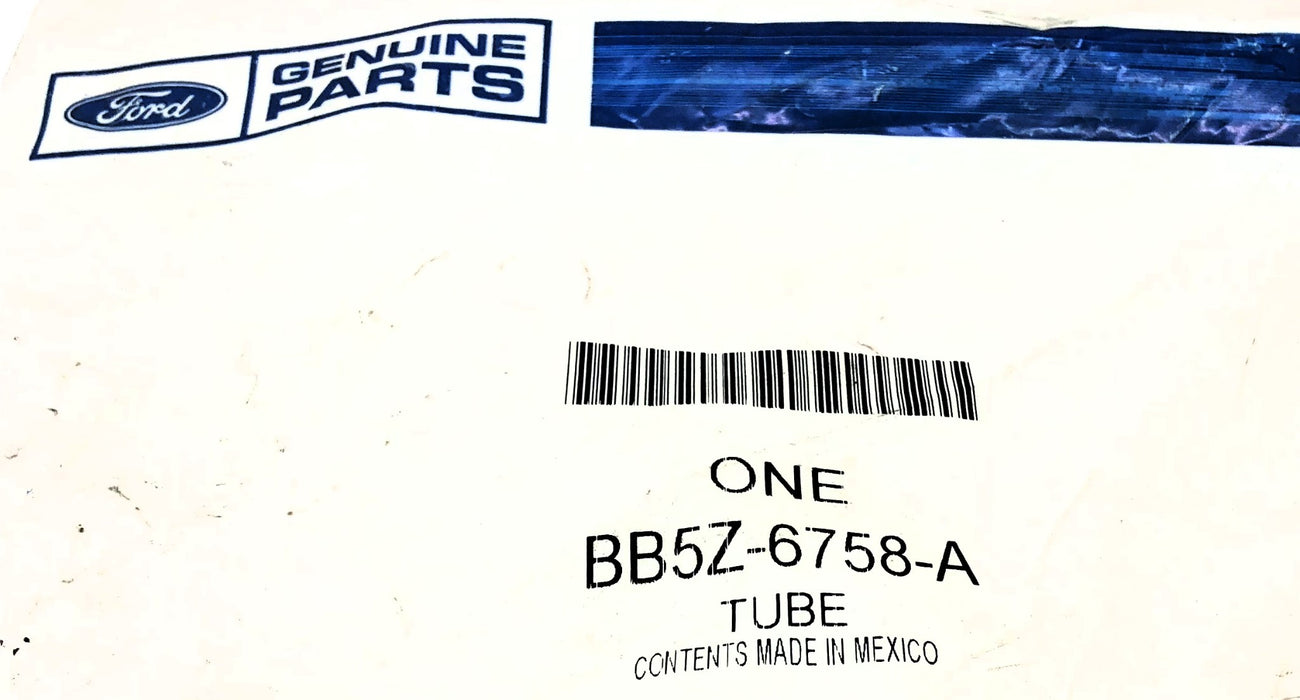 Ford
GENUINE
PARTS
ONE
BB5Z-6758-A
TUBE
CONTENTS MADE IN MEXICO